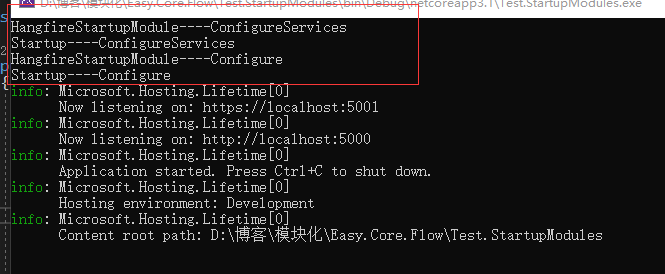 D:\博客\模块化\Easy.Core.Flow\Test.StartupModules\bin\Debug\netcoreapp3.1\Test.StartupModules.exe
HangfireStartupModule----ConfigureServices
Startup----ConfigureServices
HangfireStartupModule----Configure
Startup----Configure
info: Microsoft.Hosting.Lifetime[0]
Now listening on: https://localhost:5001
info: Microsoft.Hosting.Lifetime[0]
Now listening on: http://localhost:5000
info: Microsoft.Hosting.Lifetime[0]
Application started. Press Ctrl+C to shut down.
info: Microsoft.Hosting.Lifetime[0]
Hosting environment: Development
info: Microsoft.Hosting.Lifetime[0]
Content root path: D:\博客\模块化\Easy.Core.Flow\Test.StartupModules